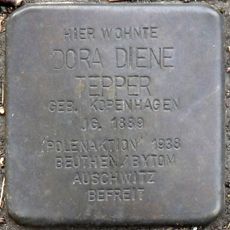 HIER WOHNTE
DORA DIENE
TEPPER
GEB. KOPENHAGEN
JG. 1889
'POLENAKTION' 1938
BEUTHEN / BYTOM
AUSCHWITZ
BEFREIT